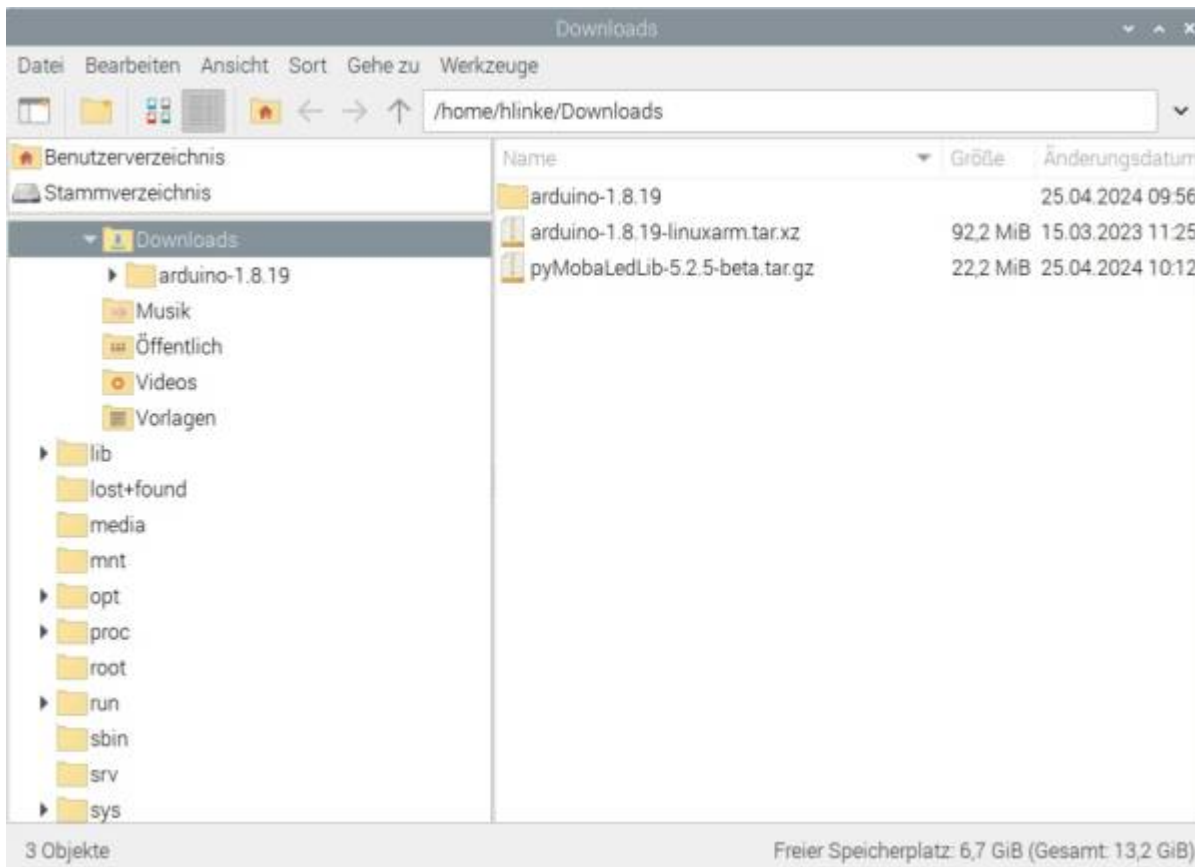 Downloads
Datei Bearbeiten Ansicht Sort Gehe zu Werkzeuge
/home/hlinke/Downloads
Benutzerverzeichnis
Stammverzeichnis
Downloads
arduino-1.8.19
Musik
Öffentlich
Videos
Vorlagen
lib
lost+found
media
mnt
opt
proc
root
run
sbin
srv
sys
Name Größe Änderungsdatum
arduino-1.8.19 25.04.2024 09:56
arduino-1.8.19-linuxarm.tar.xz 92,2 MiB 15.03.2023 11:25
pyMobaLedLib-5.2.5-beta.tar.gz 22,2 MiB 25.04.2024 10:12
3 Objekte Freier Speicherplatz: 6,7 GiB (Gesamt: 13,2 GiB)